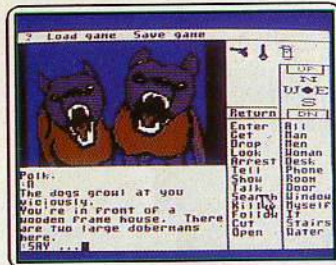 ? Load game Save game
UP
N
W E
S
Return DN
Enter All
Get Man
Drop Men
Look Woman
Arrest Desk
Tell Phone
Show Room
Talk Door
Search Window
Kill Myself
Follow It
Cut Stairs
Open Water
Polk.
:N
The dogs growl at you
viciously.
You're in front of a
wooden frame house. There
are two large dobermans
here.
:SAY ...